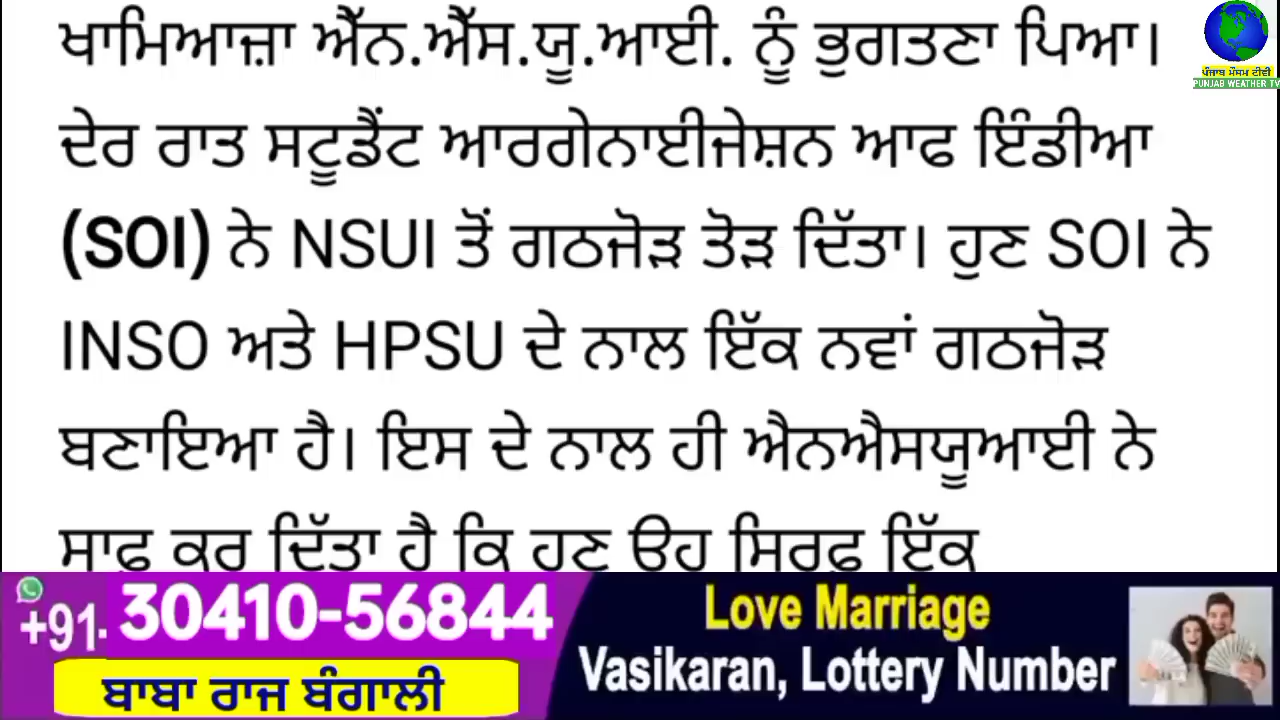 ਖਾਮਿਆਜ਼ਾ ਐੱਨ.ਐੱਸ.ਯੂ.ਆਈ. ਨੂੰ ਭੁਗਤਣਾ ਪਿਆ।
ਦੇਰ ਰਾਤ ਸਟੂਡੈਂਟ ਆਰਗੇਨਾਈਜੇਸ਼ਨ ਆਫ ਇੰਡੀਆ
(SOI) ਨੇ NSUI ਤੋਂ ਗਠਜੋੜ ਤੋੜ ਦਿੱਤਾ। ਹੁਣ SOI ਨੇ
INSO ਅਤੇ HPSU ਦੇ ਨਾਲ ਇੱਕ ਨਵਾਂ ਗਠਜੋੜ
ਬਣਾਇਆ ਹੈ। ਇਸ ਦੇ ਨਾਲ ਹੀ ਐਨਐਸਯੂਆਈ ਨੇ
ਸਾਫ਼ ਕਰ ਦਿੱਤਾ ਹੈ ਕਿ ਹੁਣ ਉਹ ਸਿਰਫ਼ ਇੱਕ
ਪੰਜਾਬ ਮੌਸਮ ਟੀਵੀ
PUNJAB WEATHER TV
+91- 30410-56844
ਬਾਬਾ ਰਾਜ ਬੰਗਾਲੀ
Love Marriage
Vasikaran, Lottery Number